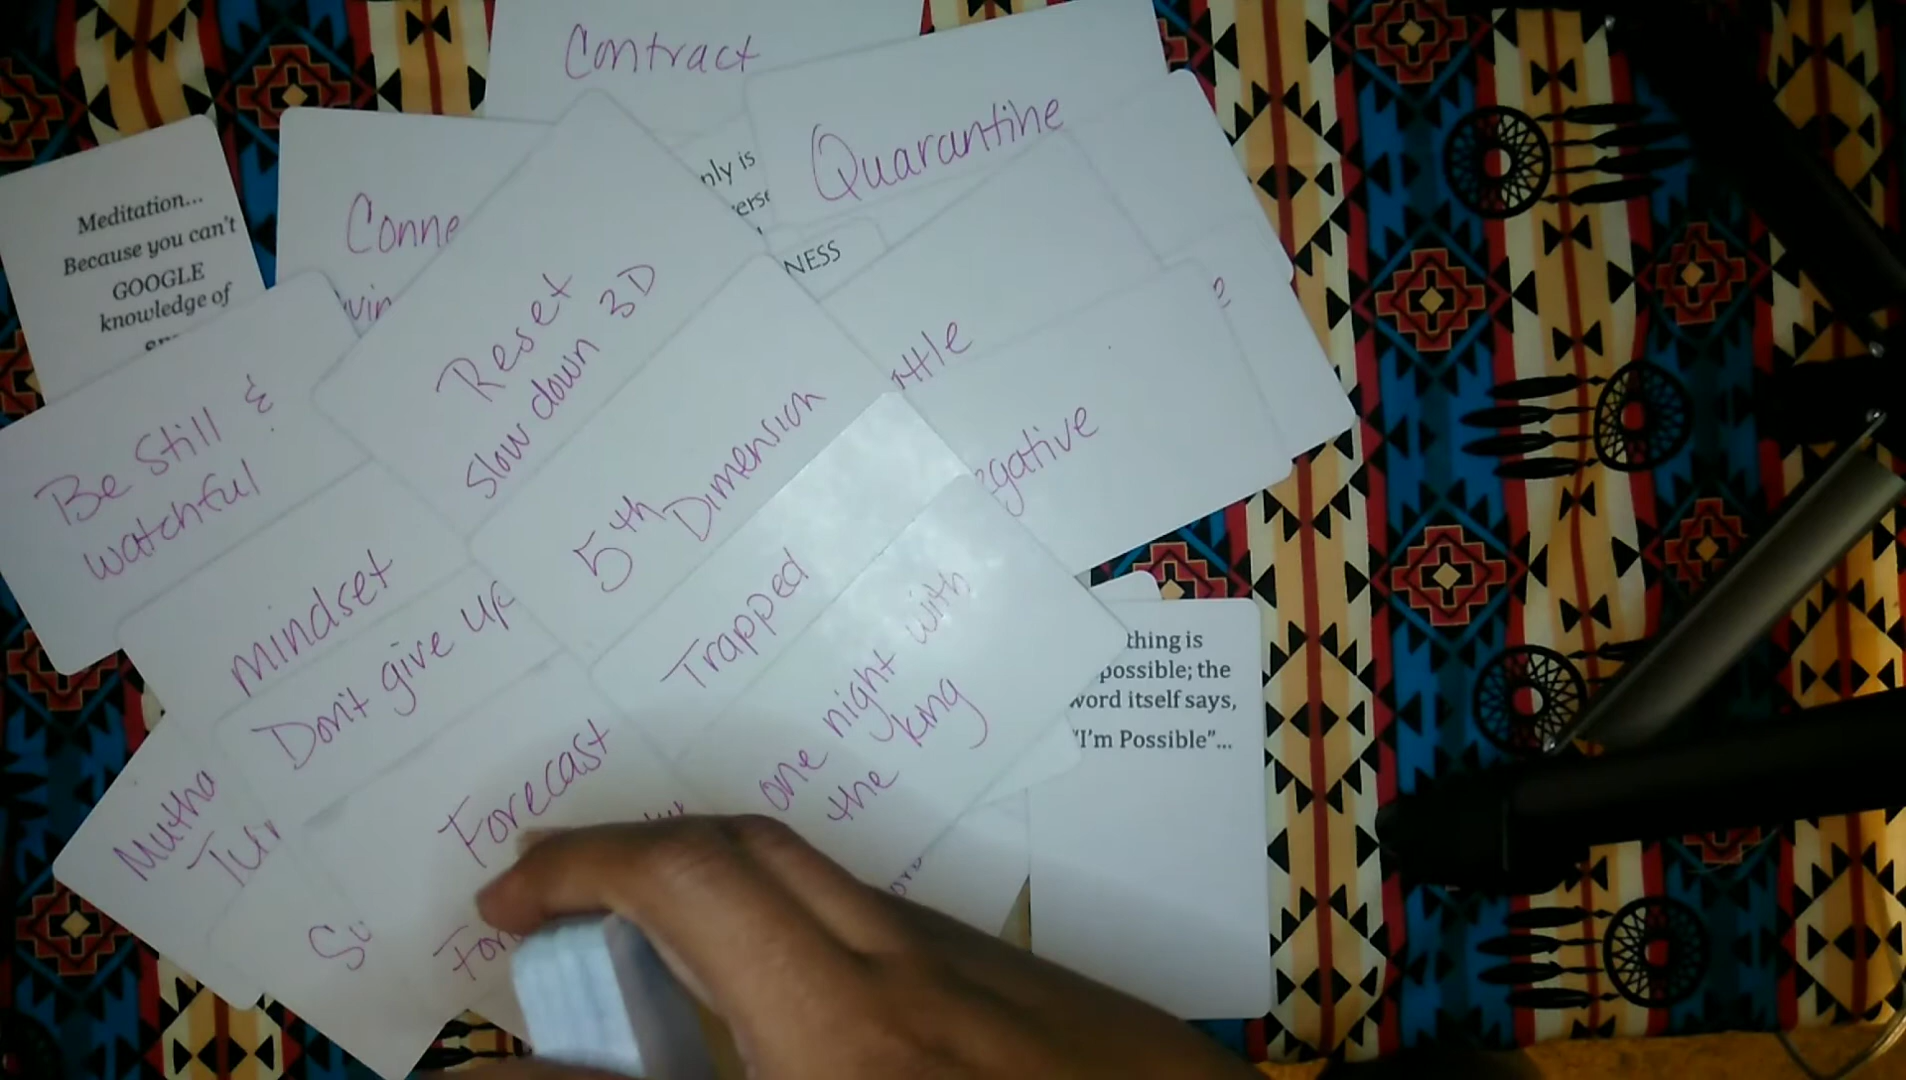 Contract
Quarantine
nly is
erse
NESS
Meditation...
Because you can't
GOOGLE
knowledge of
Conne
Reset
slow down 3D
Be Still &
watchful
5th
Dimension
ttle
egative
mindset
Don't give up
Trapped
one night with
the king
thing is
possible; the
word itself says,
"I'm Possible"...
Forecast
Mutha